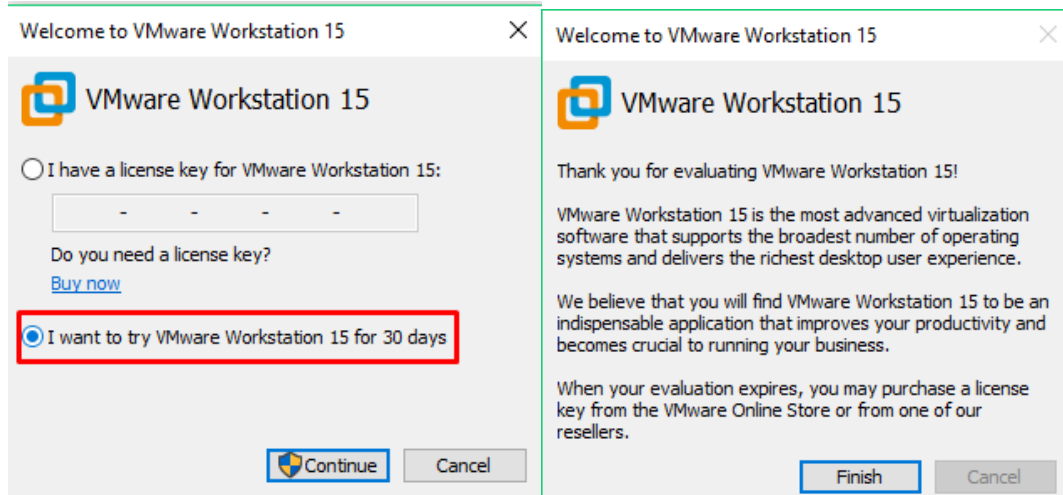 Welcome to VMware Workstation 15
VMware Workstation 15
I have a license key for VMware Workstation 15:
- - - -
Do you need a license key?
Buy now
I want to try VMware Workstation 15 for 30 days
Continue
Cancel
Welcome to VMware Workstation 15
VMware Workstation 15
Thank you for evaluating VMware Workstation 15!
VMware Workstation 15 is the most advanced virtualization
software that supports the broadest number of operating
systems and delivers the richest desktop user experience.
We believe that you will find VMware Workstation 15 to be an
indispensable application that improves your productivity and
becomes crucial to running your business.
When your evaluation expires, you may purchase a license
key from the VMware Online Store or from one of our
resellers.
Finish
Cancel